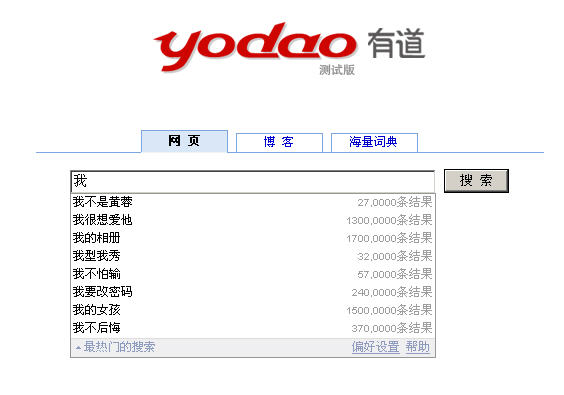 yodao 有道
测试版
网 页 博 客 海量词典
我 搜 索
我不是黄蓉 27,0000条结果
我很想爱他 1300,0000条结果
我的相册 1700,0000条结果
我型我秀 32,0000条结果
我不怕输 57,0000条结果
我要改密码 240,0000条结果
我的女孩 1500,0000条结果
我不后悔 370,0000条结果
最热门的搜索 偏好设置 帮助